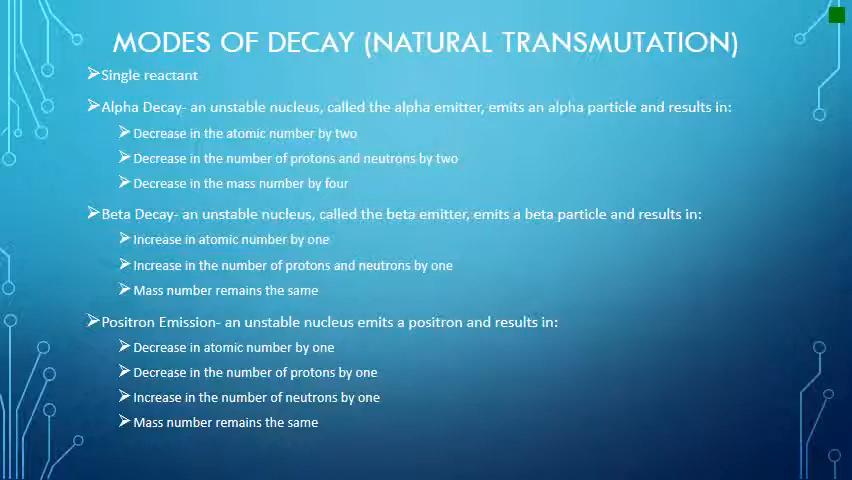 MODES OF DECAY (NATURAL TRANSMUTATION)
Single reactant
Alpha Decay- an unstable nucleus, called the alpha emitter, emits an alpha particle and results in:
Decrease in the atomic number by two
Decrease in the number of protons and neutrons by two
Decrease in the mass number by four
Beta Decay- an unstable nucleus, called the beta emitter, emits a beta particle and results in:
Increase in atomic number by one
Increase in the number of protons and neutrons by one
Mass number remains the same
Positron Emission- an unstable nucleus emits a positron and results in:
Decrease in atomic number by one
Decrease in the number of protons by one
Increase in the number of neutrons by one
Mass number remains the same